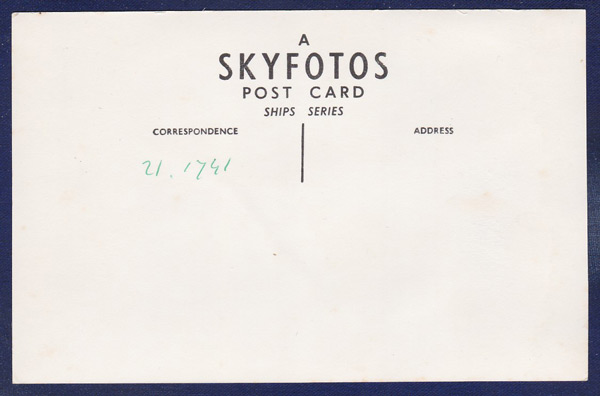 A
SKYFOTOS
POST CARD
SHIPS SERIES
CORRESPONDENCE ADDRESS
21.1741